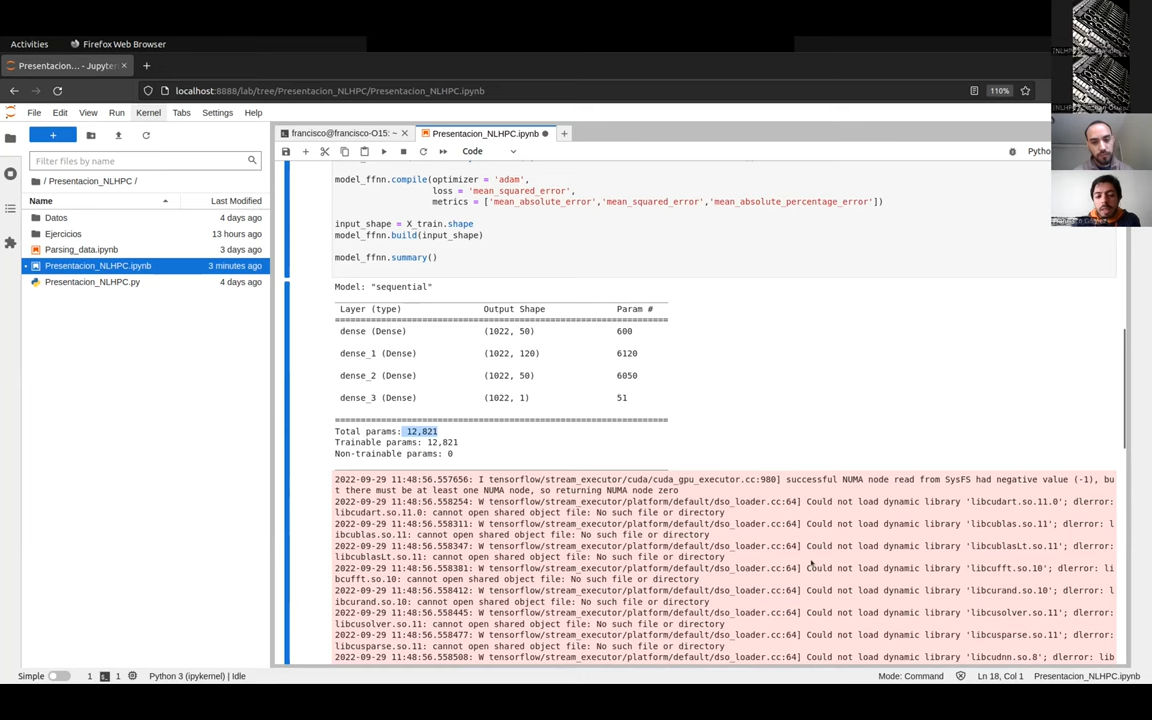 Activities
Firefox Web Browser
Presentacion_... - Jupyter
localhost:8888/lab/tree/Presentacion_NLHPC/Presentacion_NLHPC.ipynb
110%
File Edit View Run Kernel Tabs Settings Help
francisco@francisco-O15: ~
Presentacion_NLHPC.ipynb
Code
Python
Filter files by name
/ Presentacion_NLHPC /
Name Last Modified
Datos 4 days ago
Ejercicios 13 hours ago
Parsing_data.ipynb 3 days ago
Presentacion_NLHPC.ipynb 3 minutes ago
Presentacion_NLHPC.py 4 days ago
model_ffnn.compile(optimizer = 'adam',
loss = 'mean_squared_error',
metrics = ['mean_absolute_error','mean_squared_error','mean_absolute_percentage_error'])
input_shape = X_train.shape
model_ffnn.build(input_shape)
model_ffnn.summary()
Model: "sequential"
Layer (type) Output Shape Param #
dense (Dense) (1022, 50) 600
dense_1 (Dense) (1022, 120) 6120
dense_2 (Dense) (1022, 50) 6050
dense_3 (Dense) (1022, 1) 51
Total params: 12,821
Trainable params: 12,821
Non-trainable params: 0
2022-09-29 11:48:56.557656: I tensorflow/stream_executor/cuda/cuda_gpu_executor.cc:980] successful NUMA node read from SysFS had negative value (-1), bu
t there must be at least one NUMA node, so returning NUMA node zero
2022-09-29 11:48:56.558254: W tensorflow/stream_executor/platform/default/dso_loader.cc:64] Could not load dynamic library 'libcudart.so.11.0'; dlerror:
libcudart.so.11.0: cannot open shared object file: No such file or directory
2022-09-29 11:48:56.558311: W tensorflow/stream_executor/platform/default/dso_loader.cc:64] Could not load dynamic library 'libcublas.so.11'; dlerror: l
ibcublas.so.11: cannot open shared object file: No such file or directory
2022-09-29 11:48:56.558347: W tensorflow/stream_executor/platform/default/dso_loader.cc:64] Could not load dynamic library 'libcublasLt.so.11'; dlerror:
libcublasLt.so.11: cannot open shared object file: No such file or directory
2022-09-29 11:48:56.558381: W tensorflow/stream_executor/platform/default/dso_loader.cc:64] Could not load dynamic library 'libcufft.so.10'; dlerror: li
bcufft.so.10: cannot open shared object file: No such file or directory
2022-09-29 11:48:56.558412: W tensorflow/stream_executor/platform/default/dso_loader.cc:64] Could not load dynamic library 'libcurand.so.10'; dlerror: l
ibcurand.so.10: cannot open shared object file: No such file or directory
2022-09-29 11:48:56.558445: W tensorflow/stream_executor/platform/default/dso_loader.cc:64] Could not load dynamic library 'libcusolver.so.11'; dlerror:
libcusolver.so.11: cannot open shared object file: No such file or directory
2022-09-29 11:48:56.558477: W tensorflow/stream_executor/platform/default/dso_loader.cc:64] Could not load dynamic library 'libcusparse.so.11'; dlerror:
libcusparse.so.11: cannot open shared object file: No such file or directory
2022-09-29 11:48:56.558508: W tensorflow/stream_executor/platform/default/dso_loader.cc:64] Could not load dynamic library 'libcudnn.so.8'; dlerror: lib
Simple 1 1 Python 3 (ipykernel) | Idle
Mode: Command Ln 18, Col 1 Presentacion_NLHPC.ipynb